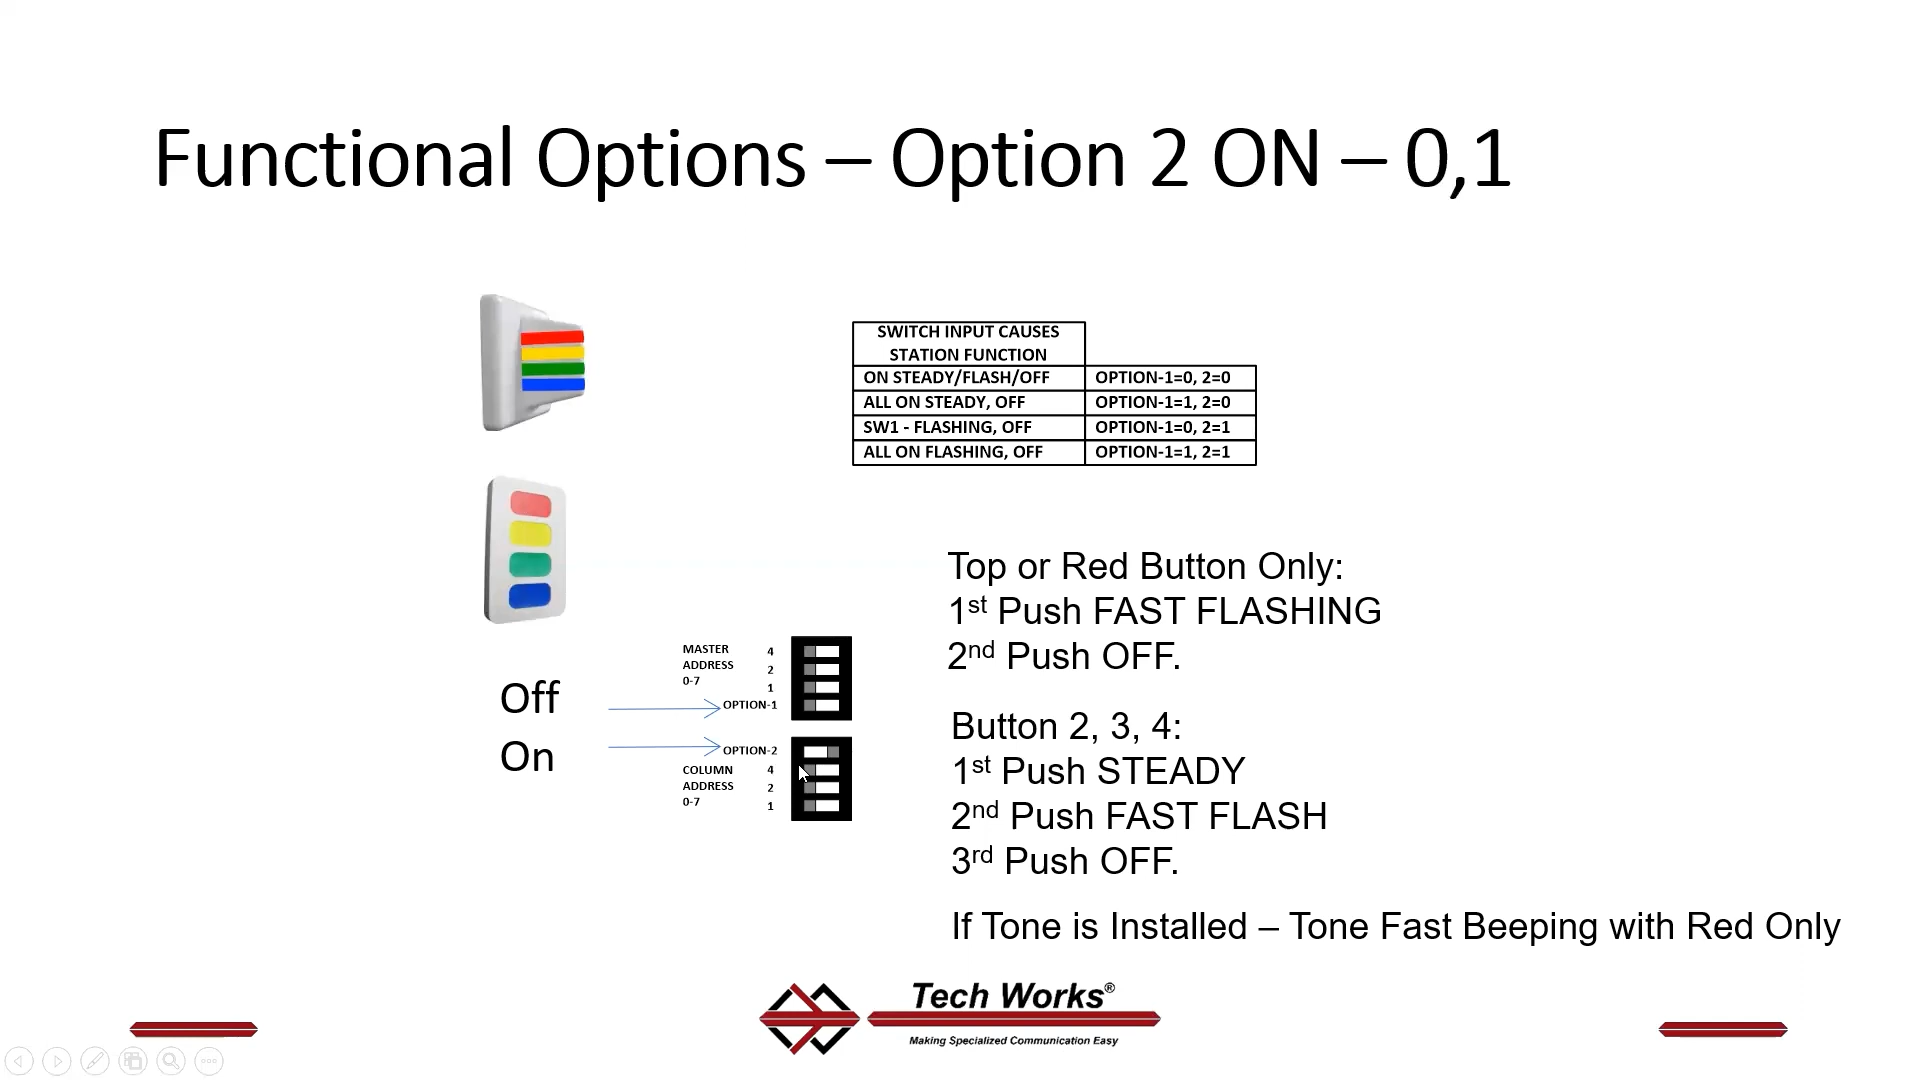 Functional Options – Option 2 ON – 0,1
SWITCH INPUT CAUSES
STATION FUNCTION
ON STEADY/FLASH/OFF OPTION-1=0, 2=0
ALL ON STEADY, OFF OPTION-1=1, 2=0
SW1 - FLASHING, OFF OPTION-1=0, 2=1
ALL ON FLASHING, OFF OPTION-1=1, 2=1
Top or Red Button Only:
1st Push FAST FLASHING
2nd Push OFF.
MASTER 4
ADDRESS 2
0-7 1
Off OPTION-1
On OPTION-2
COLUMN 4
ADDRESS 2
0-7 1
Button 2, 3, 4:
1st Push STEADY
2nd Push FAST FLASH
3rd Push OFF.
If Tone is Installed – Tone Fast Beeping with Red Only
Tech Works®
Making Specialized Communication Easy